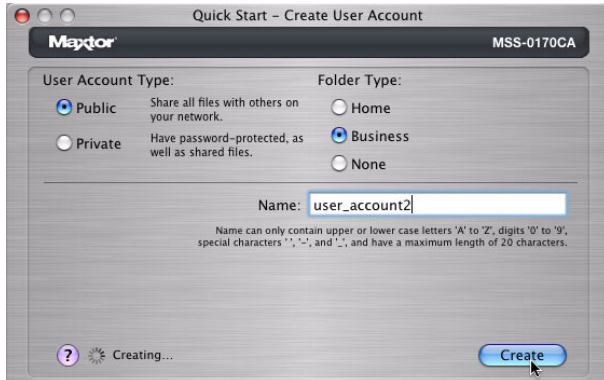 Quick Start – Create User Account
Maxtor
MSS-0170CA
User Account Type:
Public
Share all files with others on
your network.
Private
Have password-protected, as
well as shared files.
Folder Type:
Home
Business
None
Name: user_account2
Name can only contain upper or lower case letters 'A' to 'Z', digits '0' to '9',
special characters ' ', '-', and '_', and have a maximum length of 20 characters.
? Creating...
Create